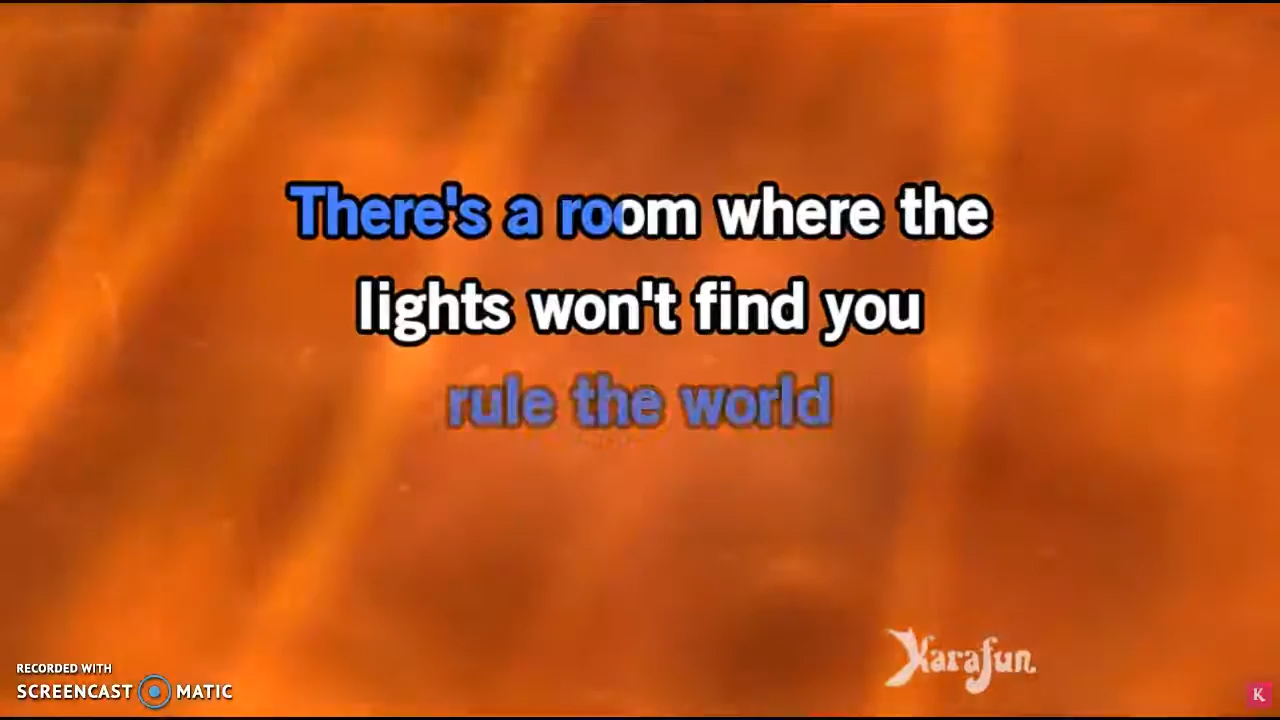 There's a room where the
lights won't find you
rule the world
Karafun
RECORDED WITH
SCREENCAST MATIC
K